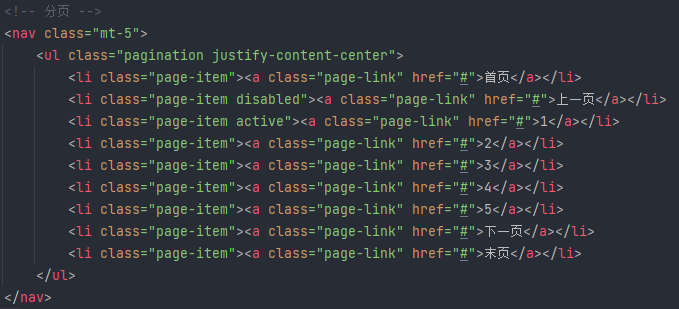 <!-- 分页 -->
<nav class="mt-5">
    <ul class="pagination justify-content-center">
        <li class="page-item"><a class="page-link" href="#">首页</a></li>
        <li class="page-item disabled"><a class="page-link" href="#">上一页</a></li>
        <li class="page-item active"><a class="page-link" href="#">1</a></li>
        <li class="page-item"><a class="page-link" href="#">2</a></li>
        <li class="page-item"><a class="page-link" href="#">3</a></li>
        <li class="page-item"><a class="page-link" href="#">4</a></li>
        <li class="page-item"><a class="page-link" href="#">5</a></li>
        <li class="page-item"><a class="page-link" href="#">下一页</a></li>
        <li class="page-item"><a class="page-link" href="#">末页</a></li>
    </ul>
</nav>